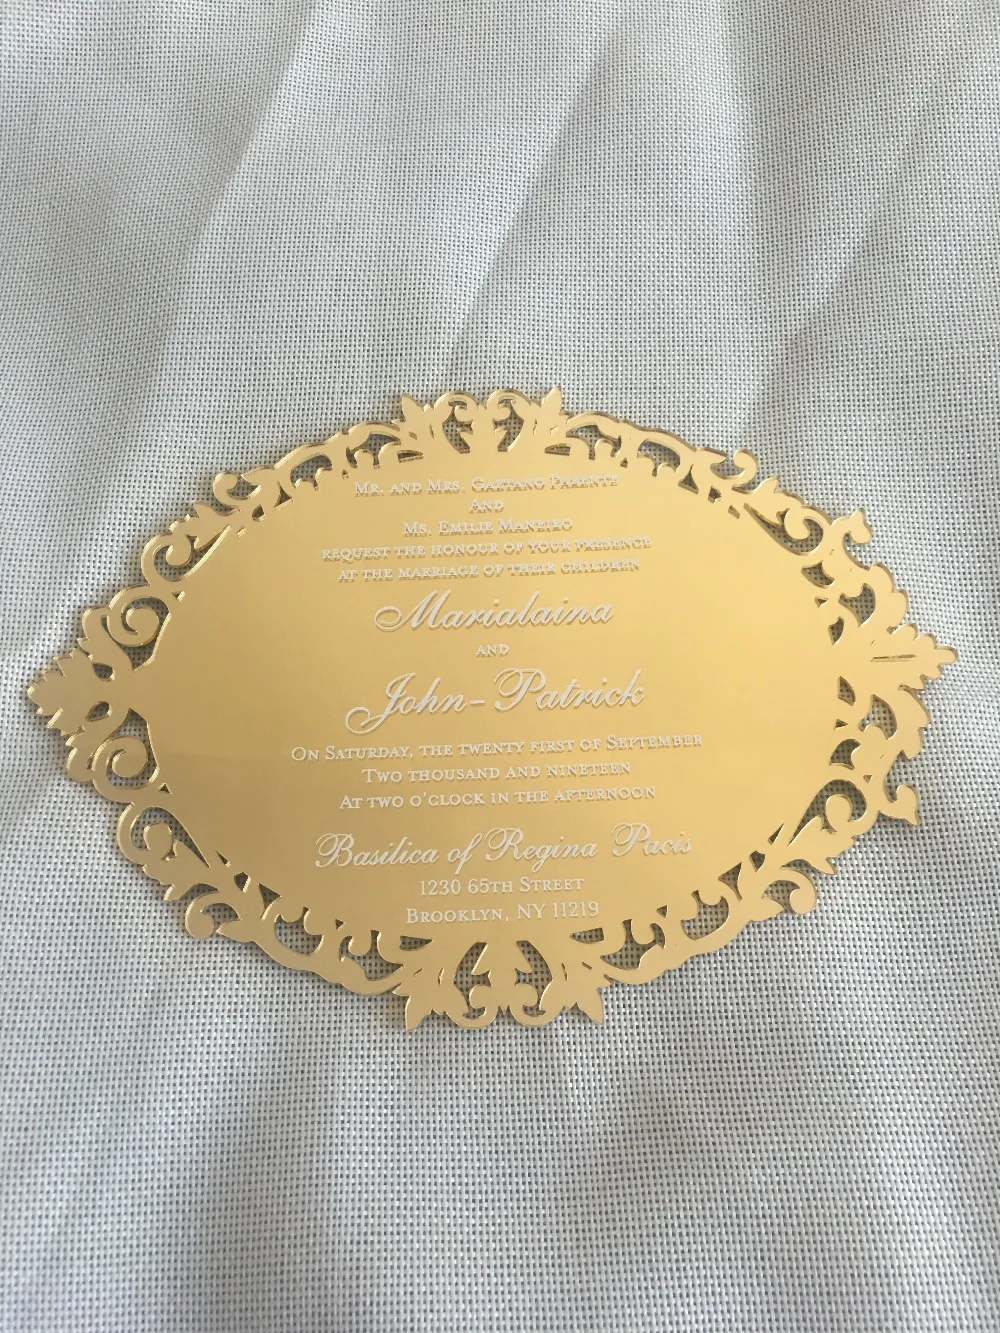 Mr. and Mrs. Gaetano Parente
And
Ms. Emilie Maneiro
request the honour of your presence
at the marriage of their children
Marialaina
and
John-Patrick
On Saturday, the twenty first of September
Two thousand and nineteen
At two o'clock in the afternoon
Basilica of Regina Pacis
1230 65th Street
Brooklyn, NY 11219